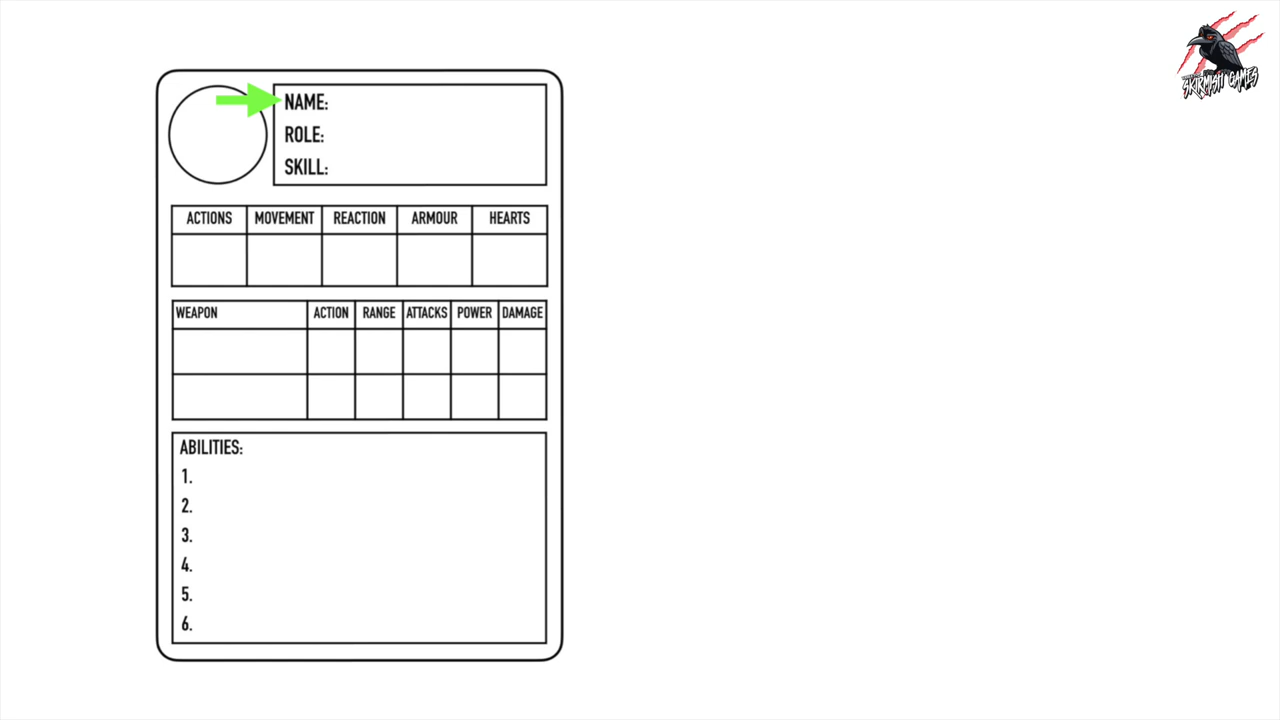 NAME:
ROLE:
SKILL:
ACTIONS MOVEMENT REACTION ARMOUR HEARTS
WEAPON ACTION RANGE ATTACKS POWER DAMAGE
ABILITIES:
1.
2.
3.
4.
5.
6.
SKIRMISH GAMES